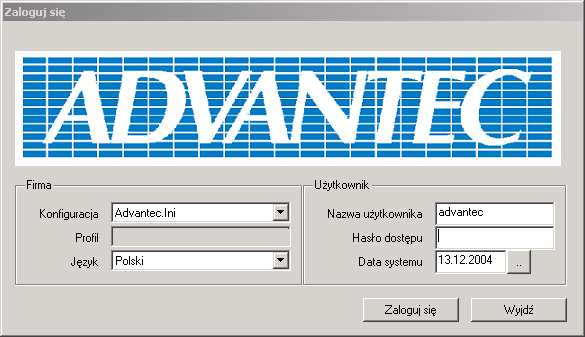 Zaloguj się
ADVANTEC
Firma
Konfiguracja Advantec.Ini
Profil
Język Polski
Użytkownik
Nazwa użytkownika advantec
Hasło dostępu
Data systemu 13.12.2004 ..
Zaloguj się Wyjdź